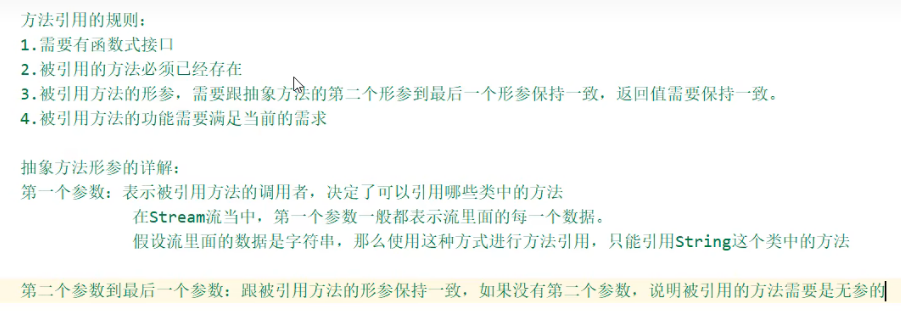 方法引用的规则：
1.需要有函数式接口
2.被引用的方法必须已经存在
3.被引用方法的形参，需要跟抽象方法的第二个形参到最后一个形参保持一致，返回值需要保持一致。
4.被引用方法的功能需要满足当前的需求
抽象方法形参的详解：
第一个参数：表示被引用方法的调用者，决定了可以引用哪些类中的方法
在Stream流当中，第一个参数一般都表示流里面的每一个数据。
假设流里面的数据是字符串，那么使用这种方式进行方法引用，只能引用String这个类中的方法
第二个参数到最后一个参数：跟被引用方法的形参保持一致，如果没有第二个参数，说明被引用的方法需要是无参的